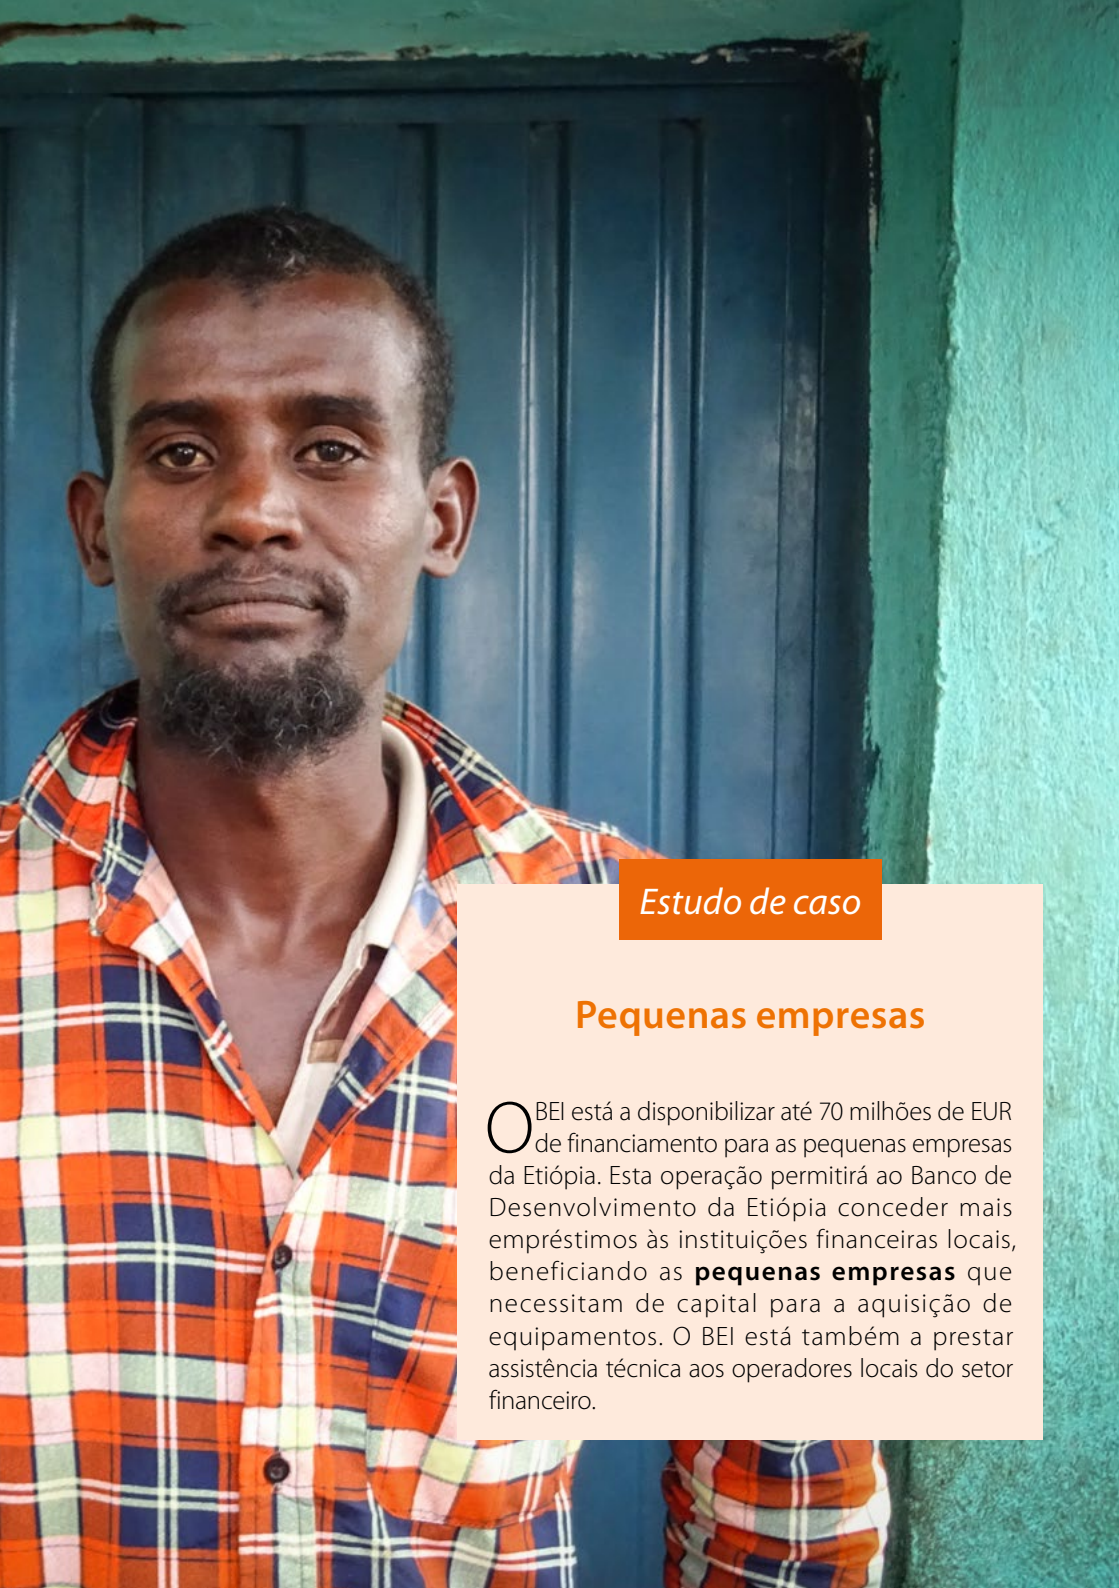 Estudo de caso
Pequenas empresas
O BEI está a disponibilizar até 70 milhões de EUR
de financiamento para as pequenas empresas
da Etiópia. Esta operação permitirá ao Banco de
Desenvolvimento da Etiópia conceder mais
empréstimos às instituições financeiras locais,
beneficiando as pequenas empresas que
necessitam de capital para a aquisição de
equipamentos. O BEI está também a prestar
assistência técnica aos operadores locais do setor
financeiro.